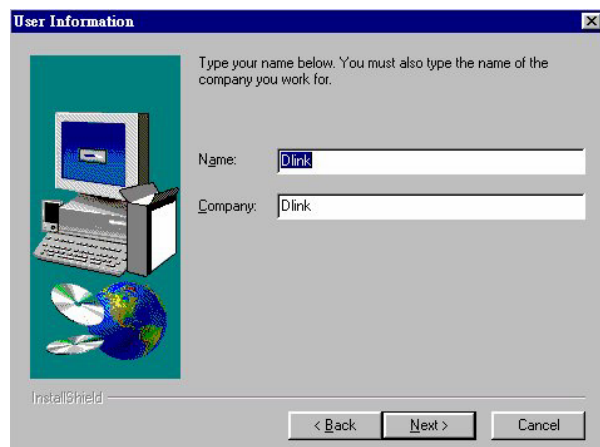 User Information
Type your name below. You must also type the name of the
company you work for.
Name: Dlink
Company: Dlink
InstallShield
< Back Next > Cancel